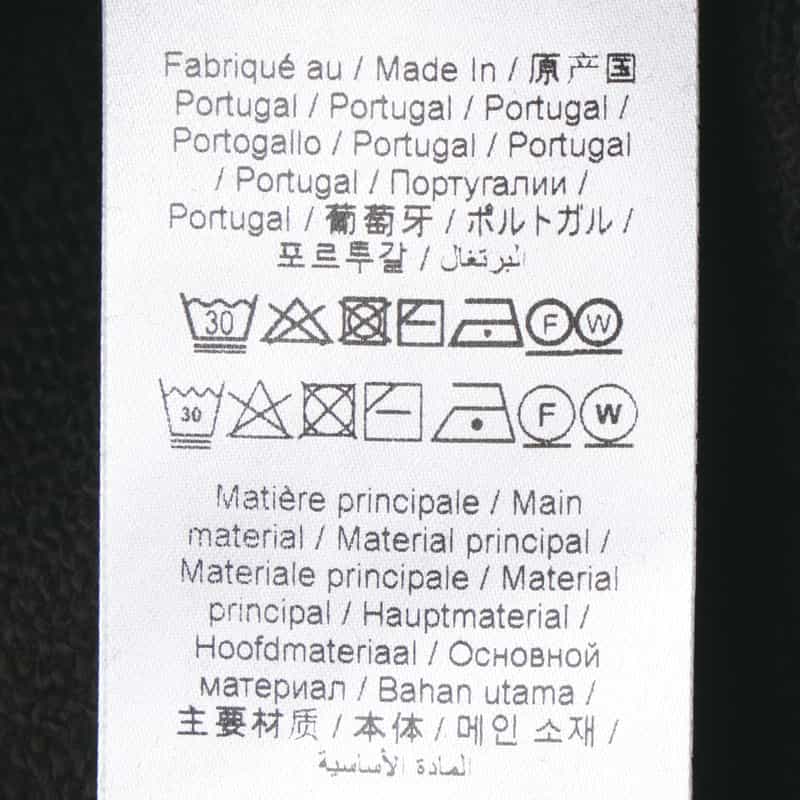 Fabriqué au / Made In / 原产国
Portugal / Portugal / Portugal /
Portogallo / Portugal / Portugal
/ Portugal / Португалии /
Portugal / 葡萄牙 / ポルトガル /
포르투갈 / البرتغال
30 F W
30 F W
Matière principale / Main
material / Material principal /
Materiale principale / Material
principal / Hauptmaterial /
Hoofdmateriaal / Основной
материал / Bahan utama /
主要材质 / 本体 / 메인 소재 /
المادة الأساسية